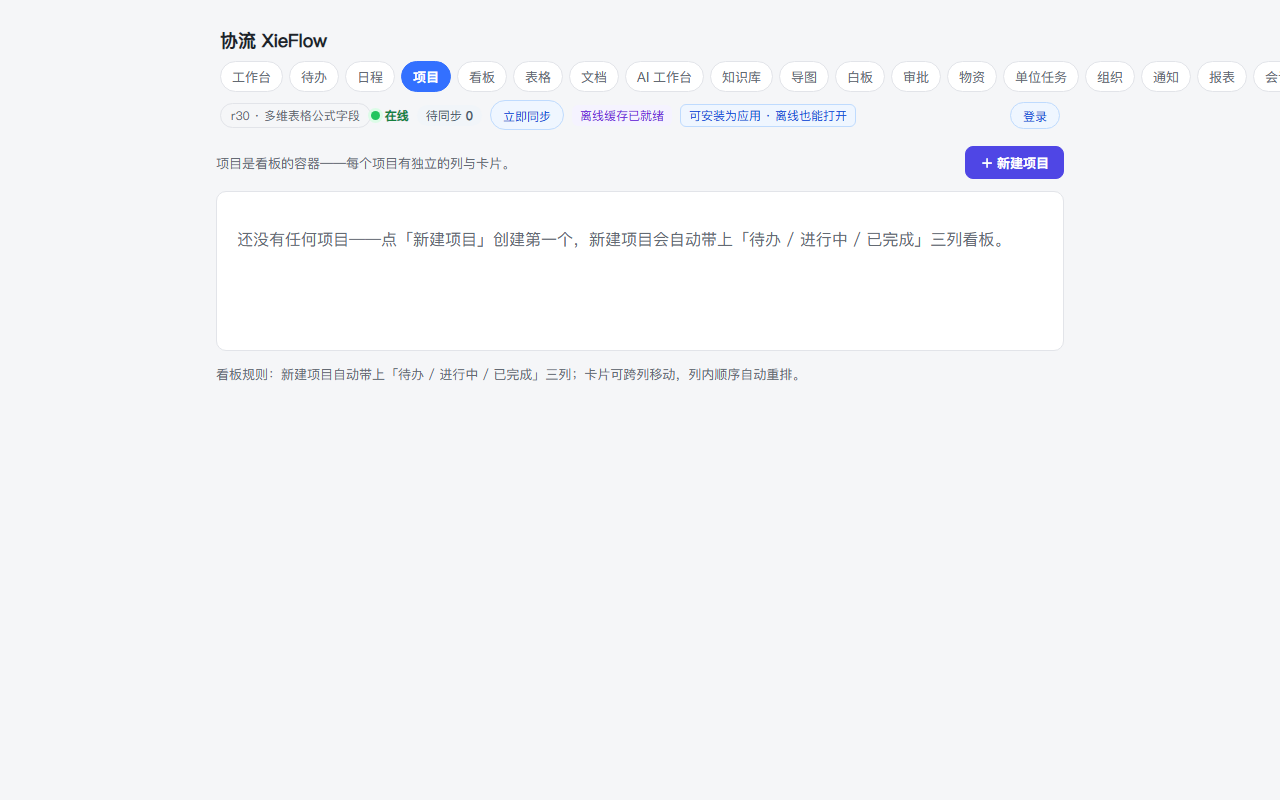 协流 XieFlow
工作台 待办 日程 项目 看板 表格 文档 AI 工作台 知识库 导图 白板 审批 物资 单位任务 组织 通知 报表
r30 · 多维表格公式字段 在线 待同步 0 立即同步 离线缓存已就绪 可安装为应用 · 离线也能打开 登录
项目是看板的容器——每个项目有独立的列与卡片。 ＋ 新建项目
还没有任何项目——点「新建项目」创建第一个，新建项目会自动带上「待办 / 进行中 / 已完成」三列看板。
看板规则：新建项目自动带上「待办 / 进行中 / 已完成」三列；卡片可跨列移动，列内顺序自动重排。